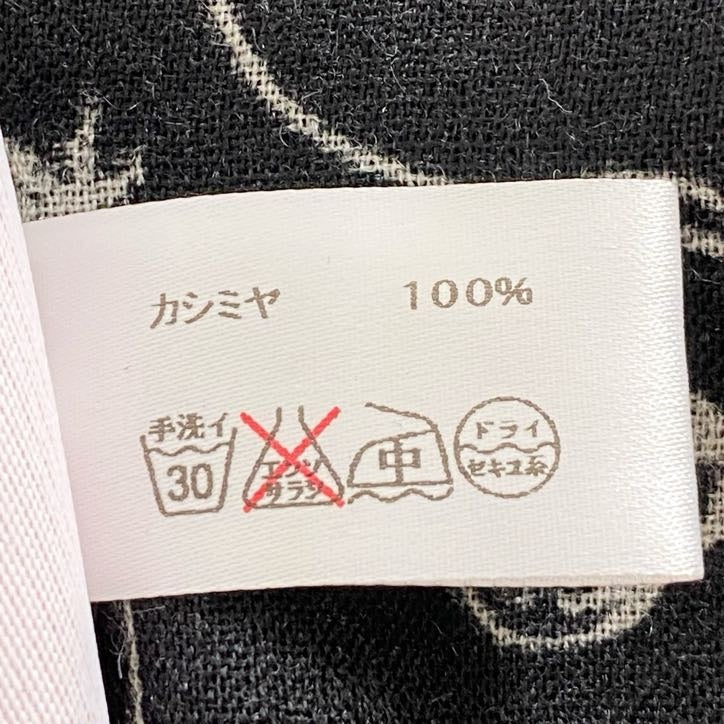 カシミヤ 100%
手洗イ 30
エンソ サラシ
中
ドライ セキユ系